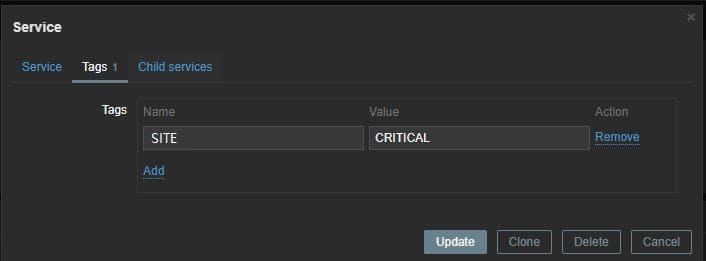 Service
Service Tags 1 Child services
Tags Name Value Action
SITE CRITICAL Remove
Add
Update Clone Delete Cancel